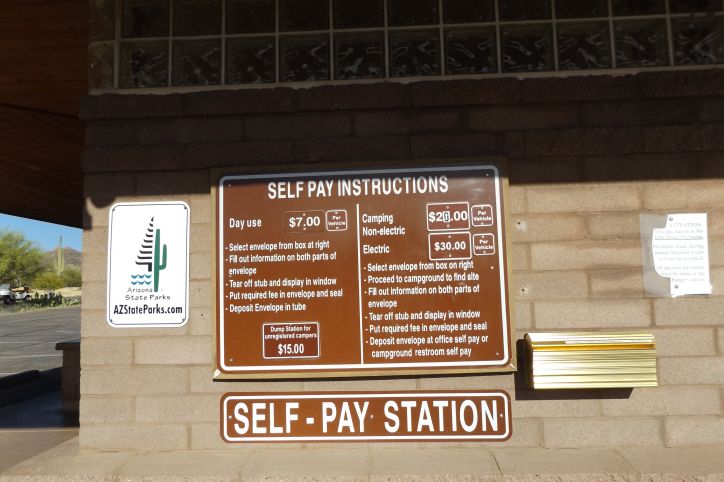 SELF PAY INSTRUCTIONS
Day use $7.00 Per Vehicle
- Select envelope from box at right
- Fill out information on both parts of
envelope
- Tear off stub and display in window
- Put required fee in envelope and seal
- Deposit Envelope in tube
Dump Station for
unregistered campers
$15.00
Camping
Non-electric $20.00 Per Vehicle
Electric $30.00 Per Vehicle
- Select envelope from box on right
- Proceed to campground to find site
- Fill out information on both parts of
envelope
- Tear off stub and display in window
- Put required fee in envelope and seal
- Deposit envelope at office self pay or
campground restroom self pay
Arizona
State Parks
AZStateParks.com
SELF - PAY STATION